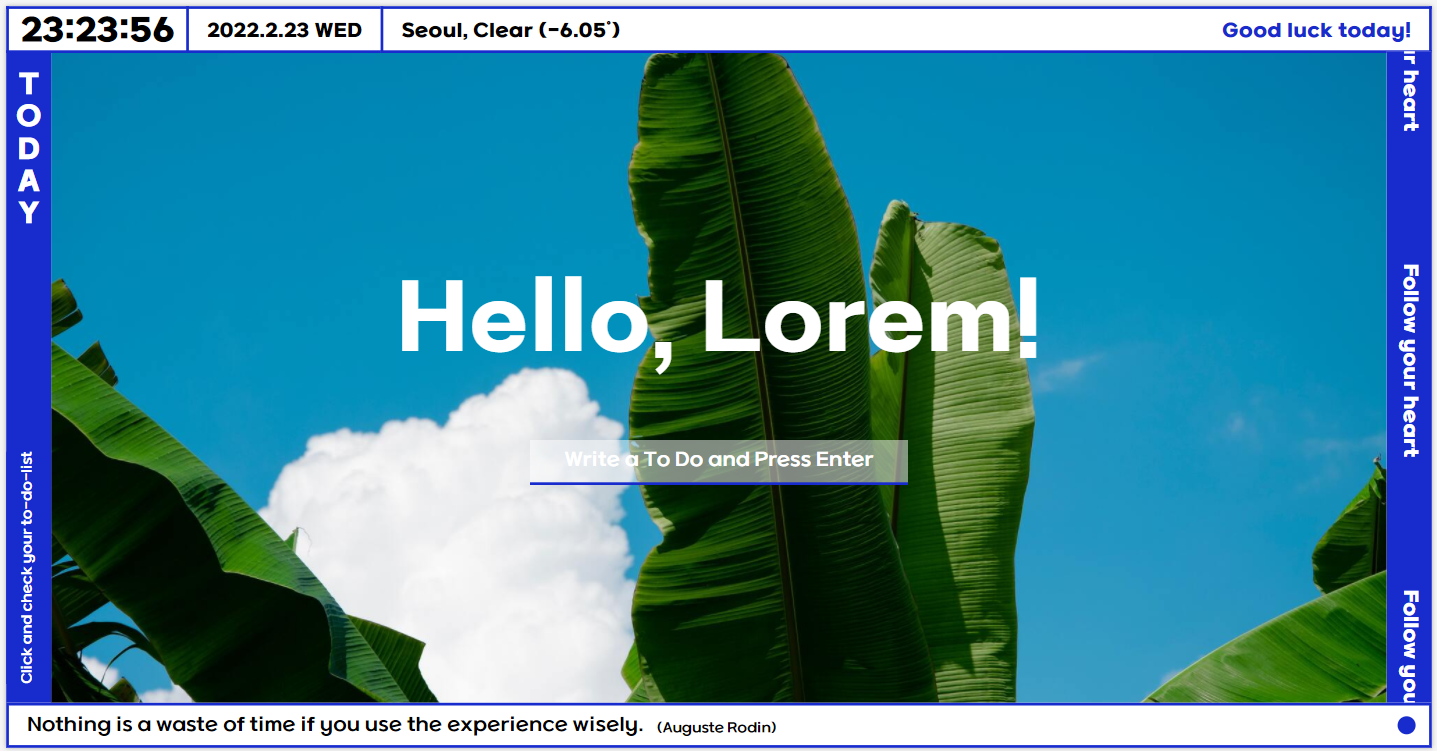 23:23:56
2022.2.23 WED
Seoul, Clear (-6.05°)
Good luck today!
TODAY
Click and check your to-do-list
Hello, Lorem!
Write a To Do and Press Enter
ir heart
Follow your heart
Follow you
Nothing is a waste of time if you use the experience wisely. (Auguste Rodin)